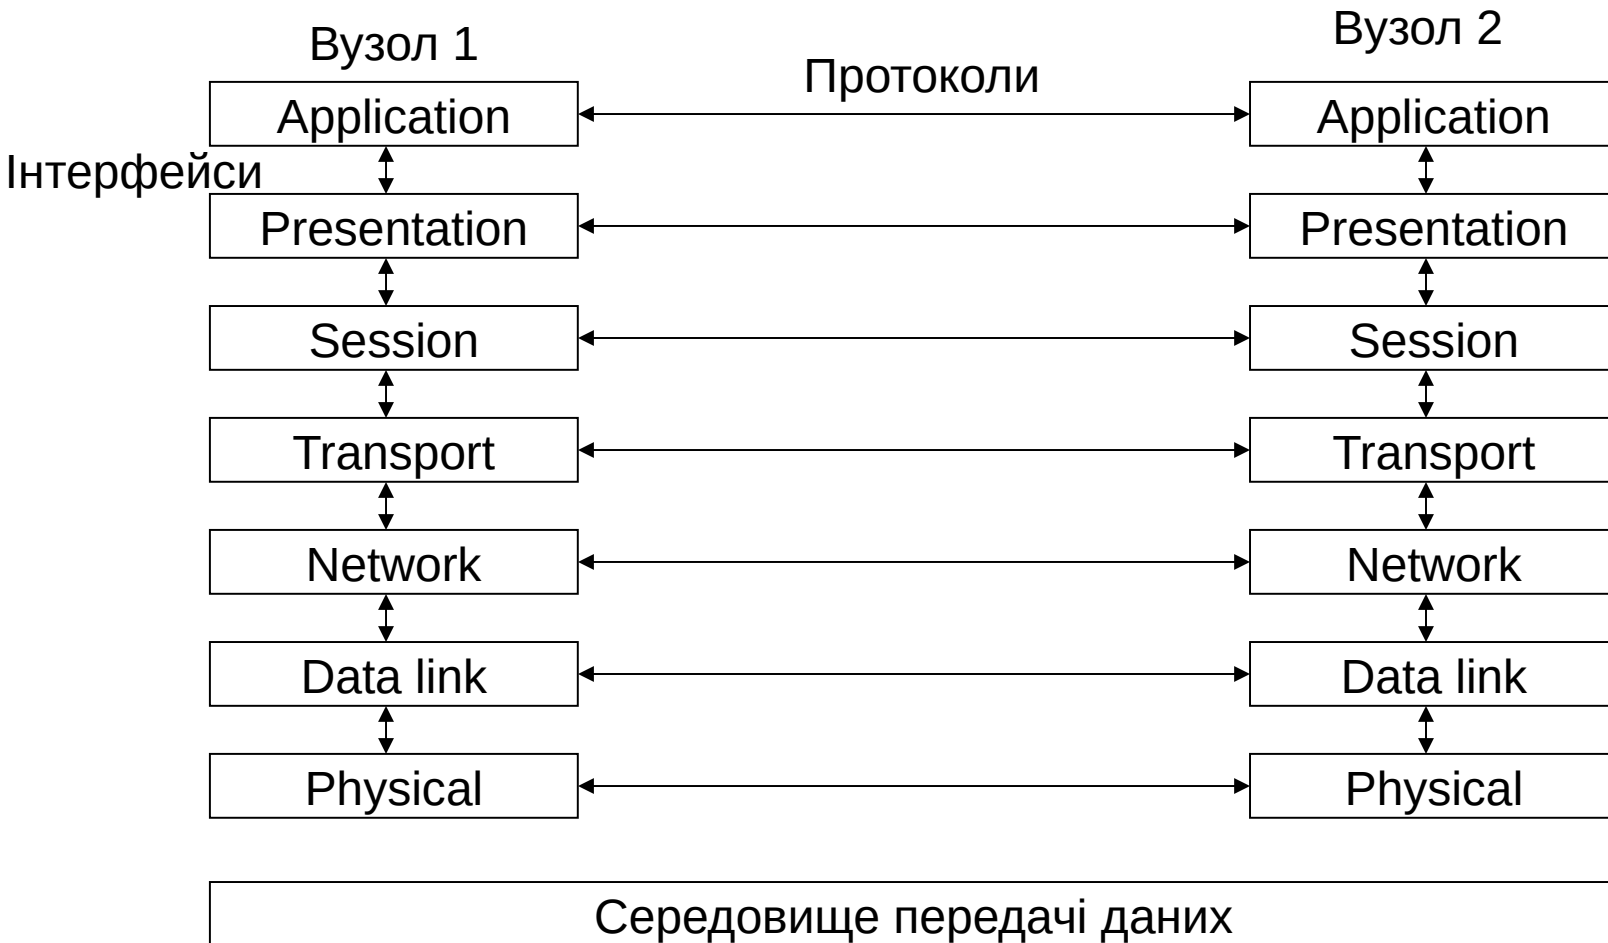 Вузол 1
Вузол 2
Протоколи
Application
Application
Інтерфейси
Presentation
Presentation
Session
Session
Transport
Transport
Network
Network
Data link
Data link
Physical
Physical
Середовище передачі даних